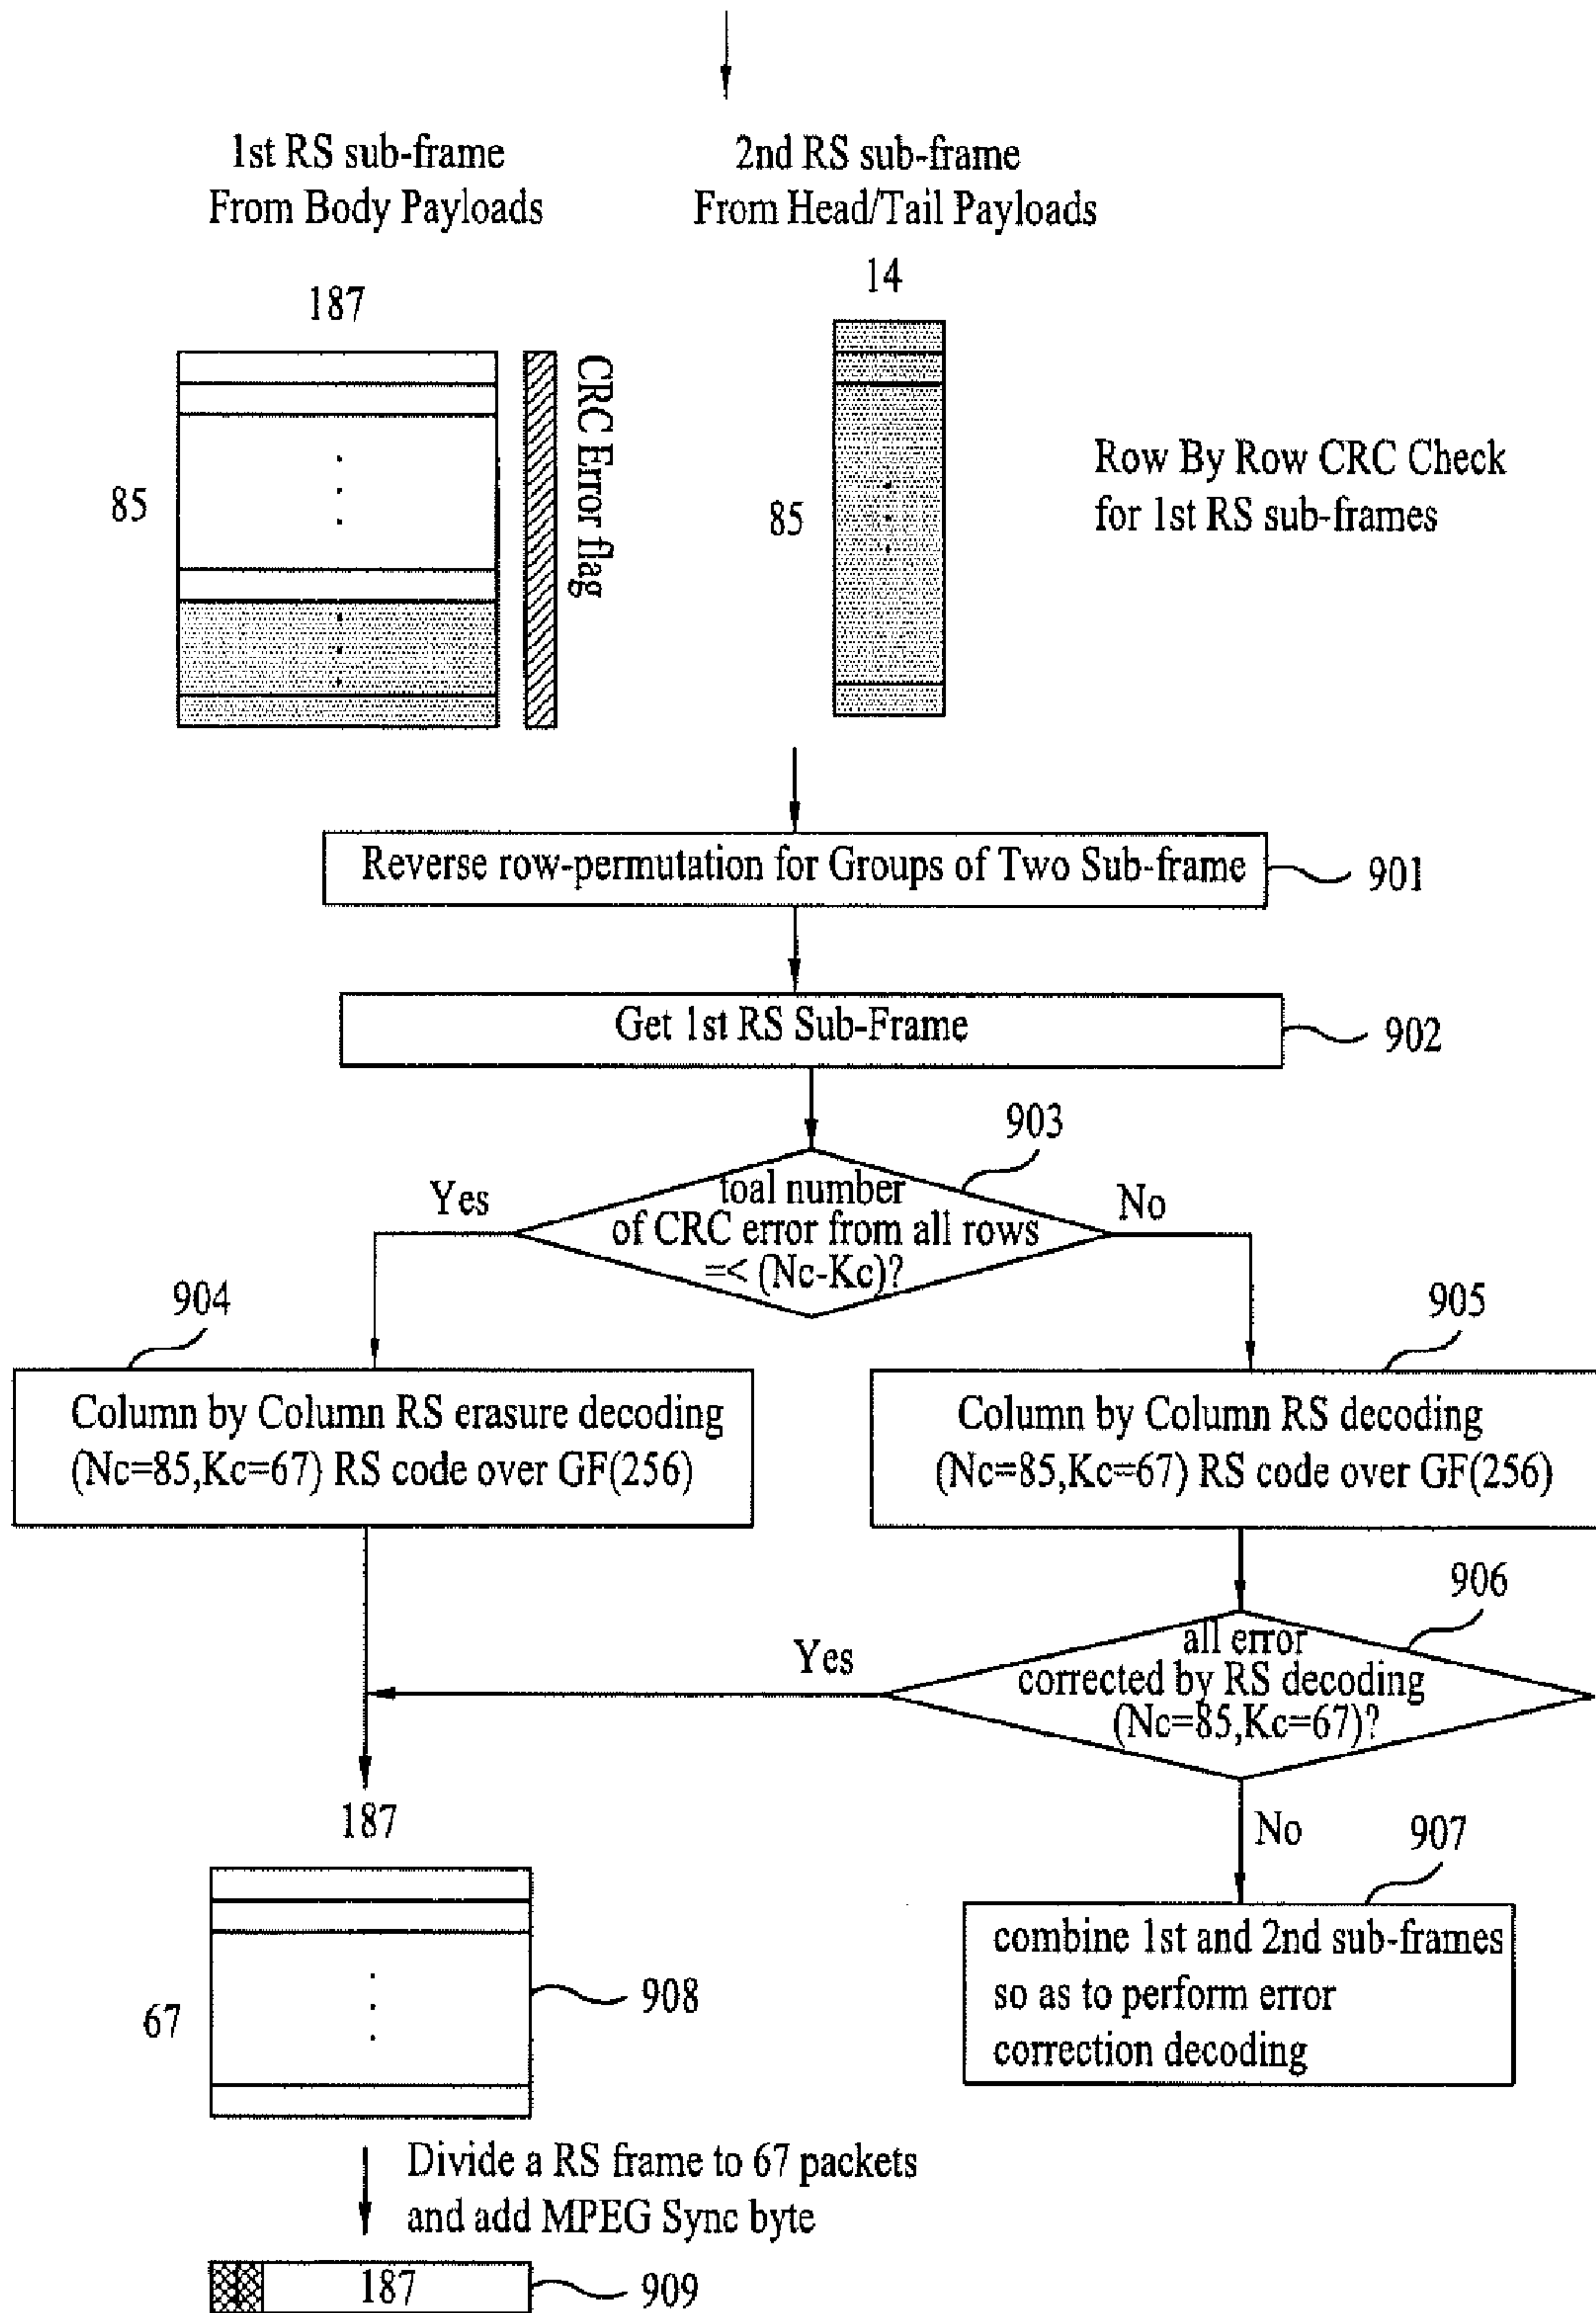 1st RS sub-frame
From Body Payloads
2nd RS sub-frame
From Head/Tail Payloads
187
14
85
CRC Error flag
85
Row By Row CRC Check
for 1st RS sub-frames
Reverse row-permutation for Groups of Two Sub-frame
901
Get 1st RS Sub-Frame
902
903
Yes
toal number
of CRC error from all rows
=< (Nc-Kc)?
No
904
Column by Column RS erasure decoding
(Nc=85,Kc=67) RS code over GF(256)
905
Column by Column RS decoding
(Nc=85,Kc=67) RS code over GF(256)
906
Yes
all error
corrected by RS decoding
(Nc=85,Kc=67)?
No
907
combine 1st and 2nd sub-frames
so as to perform error
correction decoding
187
67
908
Divide a RS frame to 67 packets
and add MPEG Sync byte
187
909